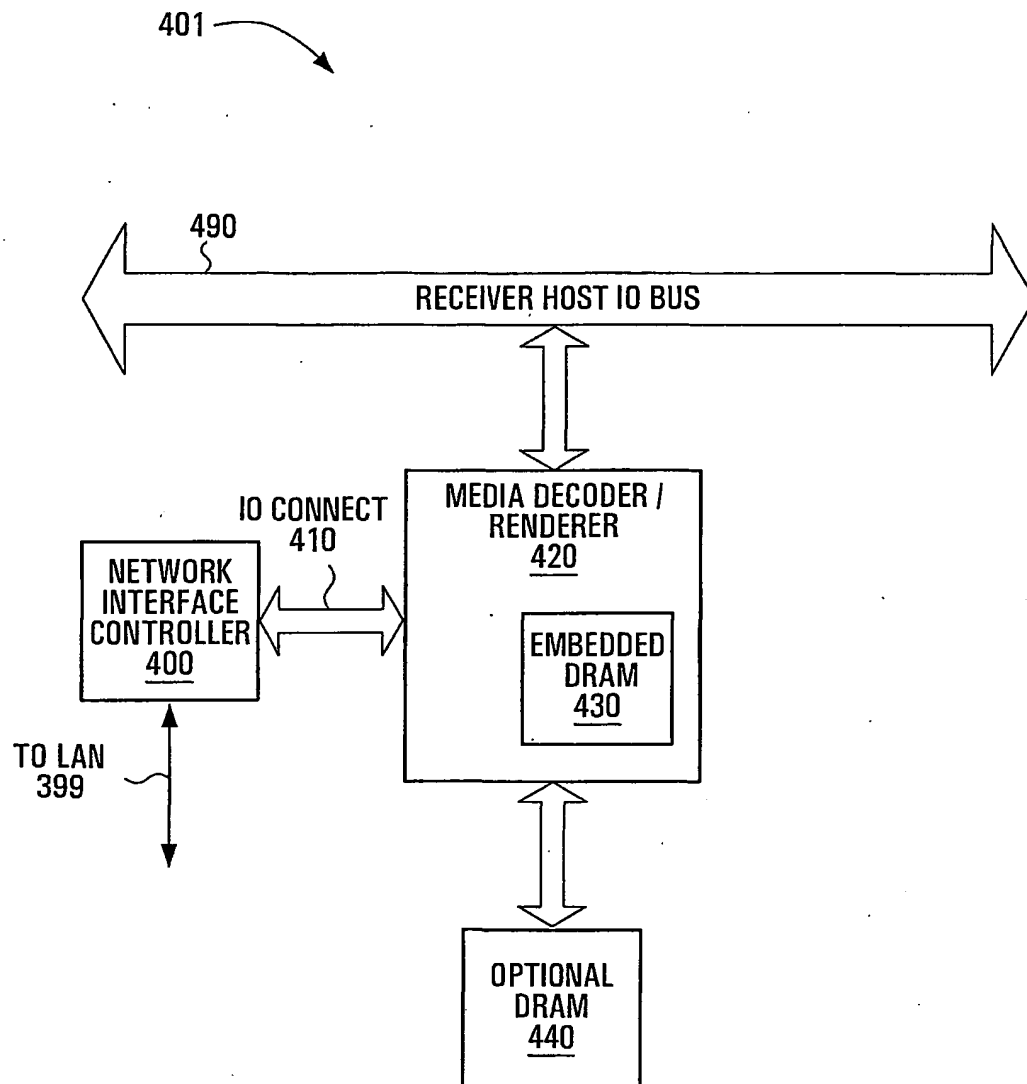 401
490
RECEIVER HOST IO BUS
MEDIA DECODER /
RENDERER
420
IO CONNECT
410
NETWORK
INTERFACE
CONTROLLER
400
EMBEDDED
DRAM
430
TO LAN
399
OPTIONAL
DRAM
440